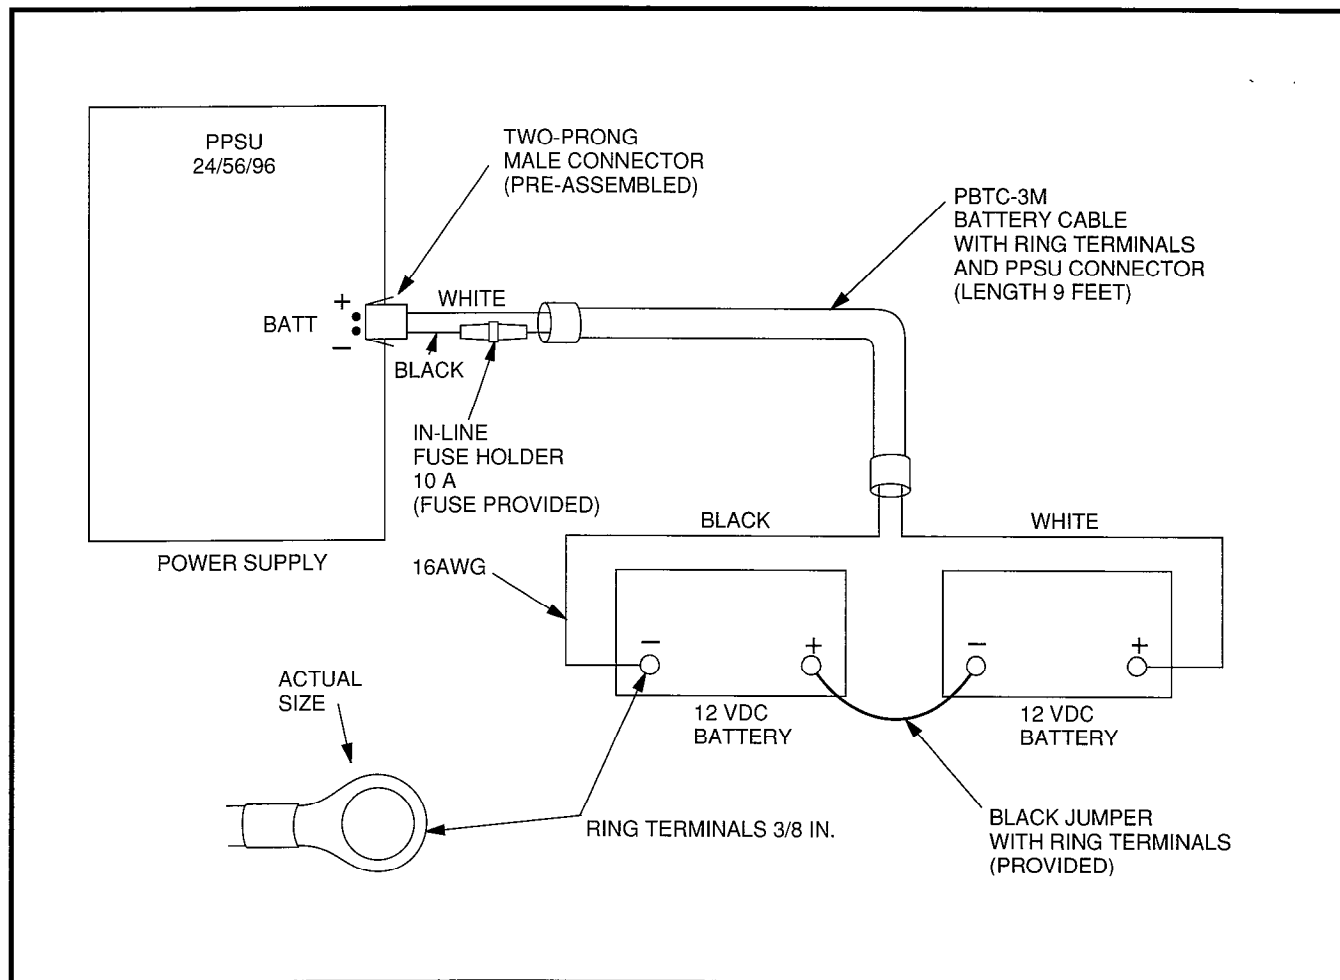 PPSU
24/56/96
TWO-PRONG
MALE CONNECTOR
(PRE-ASSEMBLED)
PBTC-3M
BATTERY CABLE
WITH RING TERMINALS
AND PPSU CONNECTOR
(LENGTH 9 FEET)
+
WHITE
BATT
−
BLACK
IN-LINE
FUSE HOLDER
10 A
(FUSE PROVIDED)
POWER SUPPLY
BLACK
WHITE
16AWG
− + − +
ACTUAL
SIZE
12 VDC
BATTERY
12 VDC
BATTERY
RING TERMINALS 3/8 IN.
BLACK JUMPER
WITH RING TERMINALS
(PROVIDED)